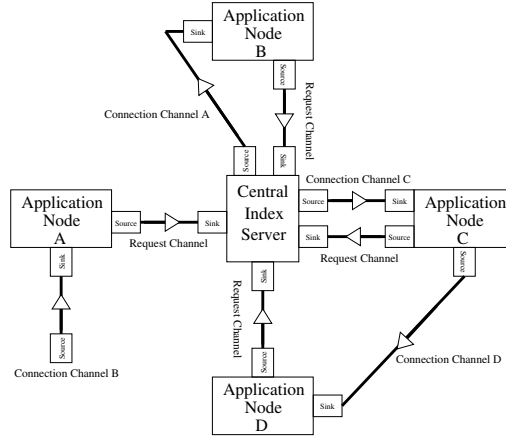 Application
Node
B
Sink
Source
Request Channel
Connection Channel A
Source
Sink
Central
Index
Server
Connection Channel C
Source
Sink
Application
Node
A
Source
Sink
Request Channel
Sink
Source
Request Channel
Application
Node
C
Sink
Source
Connection Channel B
Sink
Request Channel
Source
Source
Connection Channel D
Application
Node
D
Sink